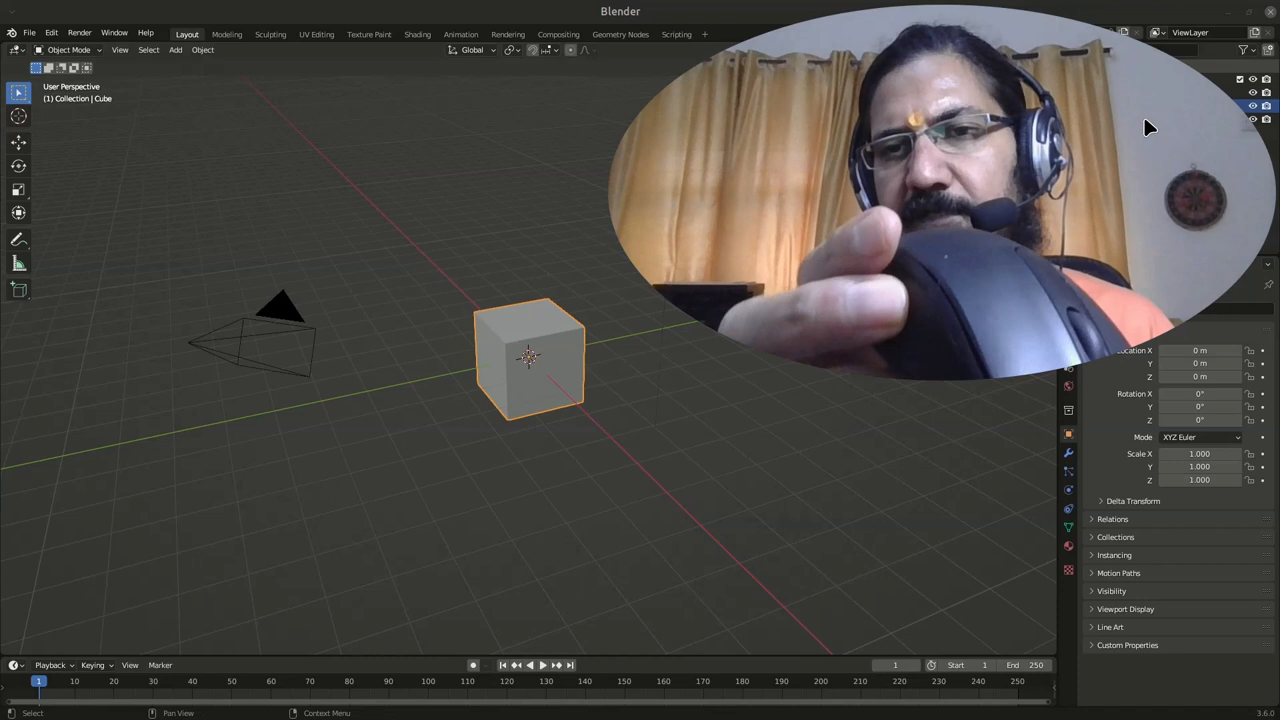 Blender
File Edit Render Window Help Layout Modeling Sculpting UV Editing Texture Paint Shading Animation Rendering Compositing Geometry Nodes Scripting + ViewLayer
Object Mode View Select Add Object Global
User Perspective
(1) Collection | Cube
Location X 0 m
Y 0 m
Z 0 m
Rotation X 0°
Y 0°
Z 0°
Mode XYZ Euler
Scale X 1.000
Y 1.000
Z 1.000
Delta Transform
Relations
Collections
Instancing
Motion Paths
Visibility
Viewport Display
Line Art
Custom Properties
Playback Keying View Marker 1 Start 1 End 250
1 10 20 30 40 50 60 70 80 90 100 110 120 130 140 150 160 170 180 190 200 210 220 230 240 250
Select Pan View Context Menu 3.6.0